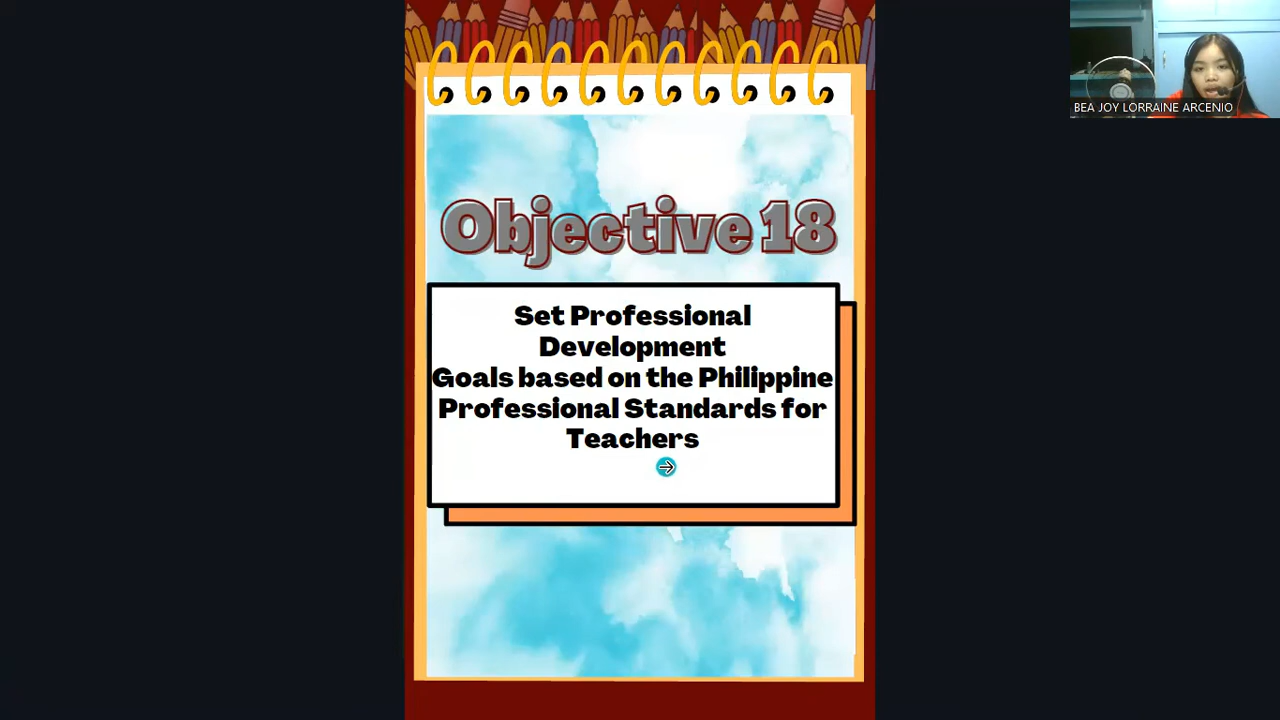 BEA JOY LORRAINE ARCENIO
Objective 18
Set Professional
Development
Goals based on the Philippine
Professional Standards for
Teachers